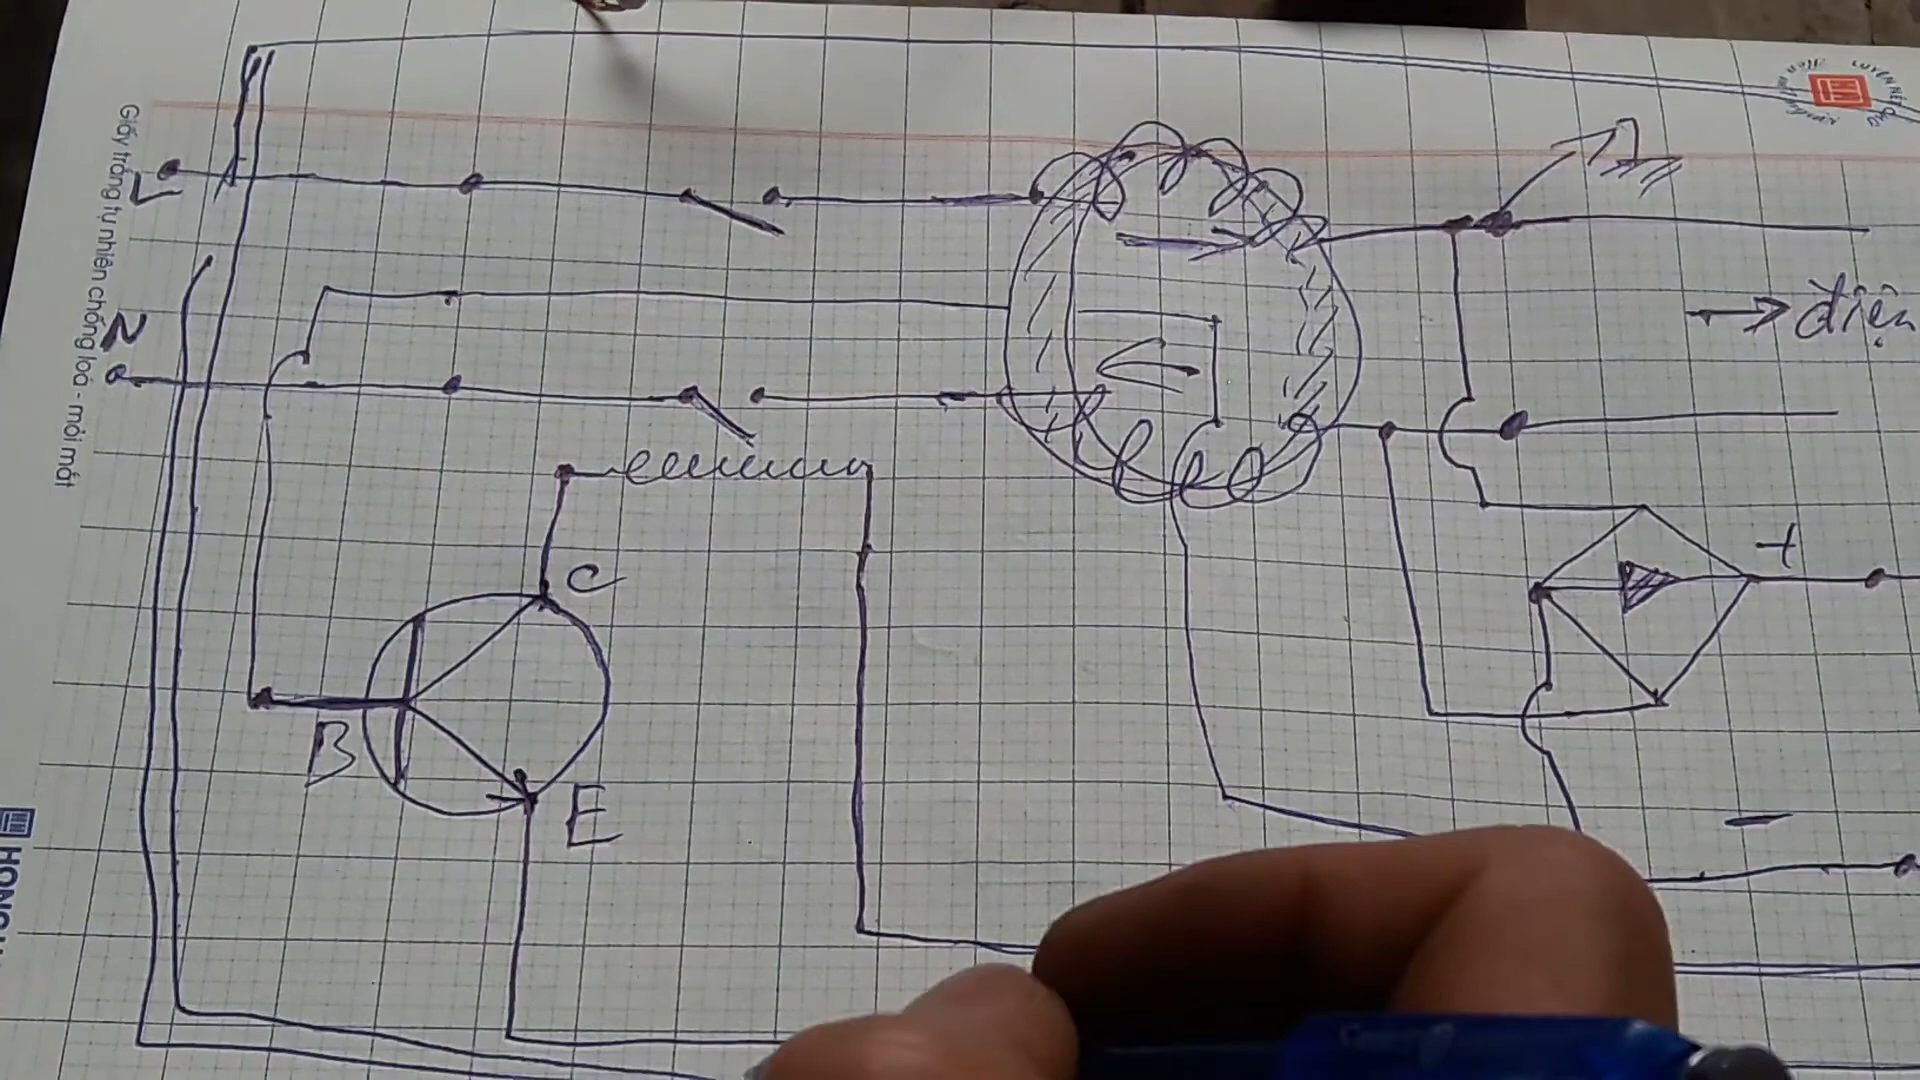 Giấy trắng tự nhiên chống loá - mỏi mắt
L
N
điện
C
+
B
E
-